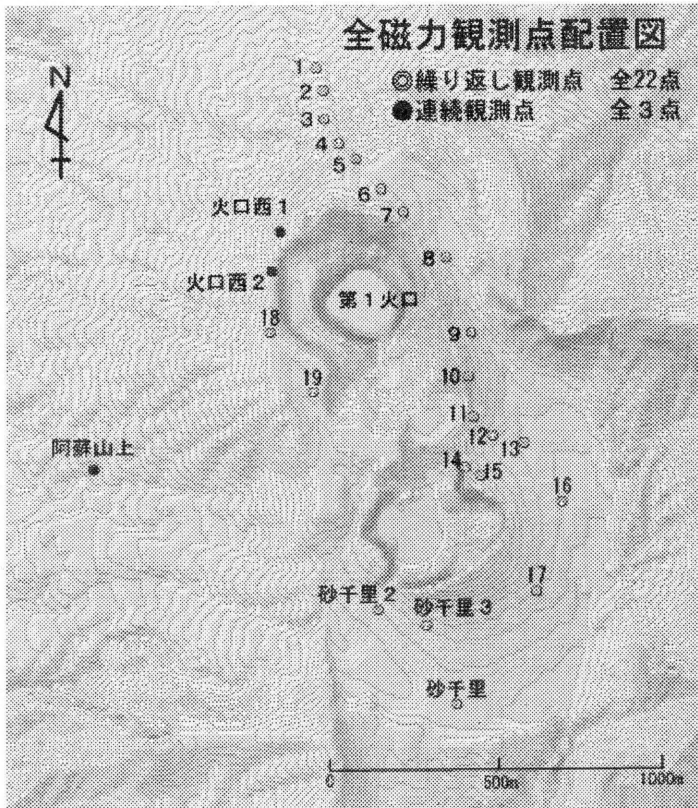 全磁力観測点配置図
◎繰り返し観測点 全22点
●連続観測点 全3点
N
1
2
3
4
5
6
7
火口西1
8
火口西2
第1火口
18
9
19
10
11
12
13
14
15
阿蘇山上
16
17
砂千里2
砂千里3
砂千里
0 500m 1000m